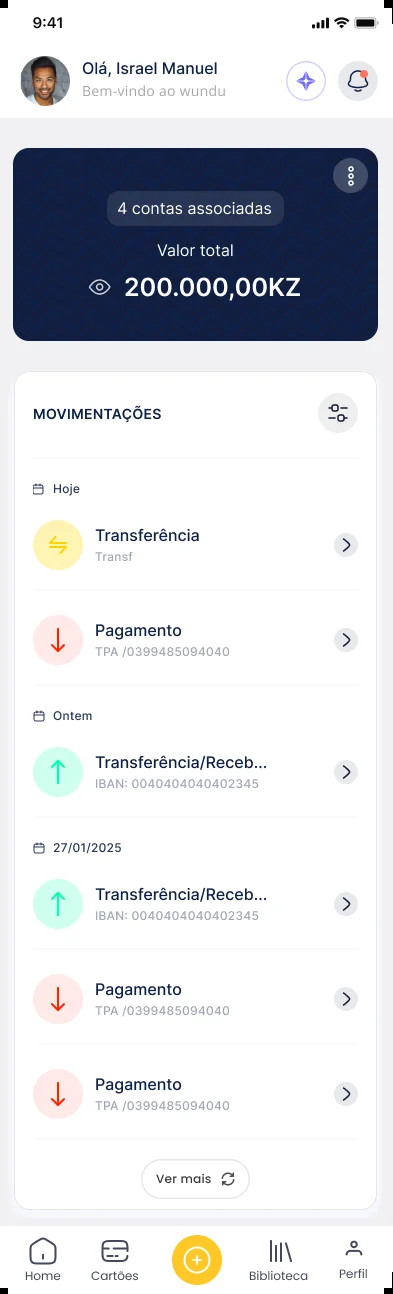 9:41
Olá, Israel Manuel
Bem-vindo ao wundu
4 contas associadas
Valor total
200.000,00KZ
MOVIMENTAÇÕES
Hoje
Transferência
Transf
Pagamento
TPA /0399485094040
Ontem
Transferência/Receb...
IBAN: 0040404040402345
27/01/2025
Transferência/Receb...
IBAN: 0040404040402345
Pagamento
TPA /0399485094040
Pagamento
TPA /0399485094040
Ver mais
Home
Cartões
Biblioteca
Perfil